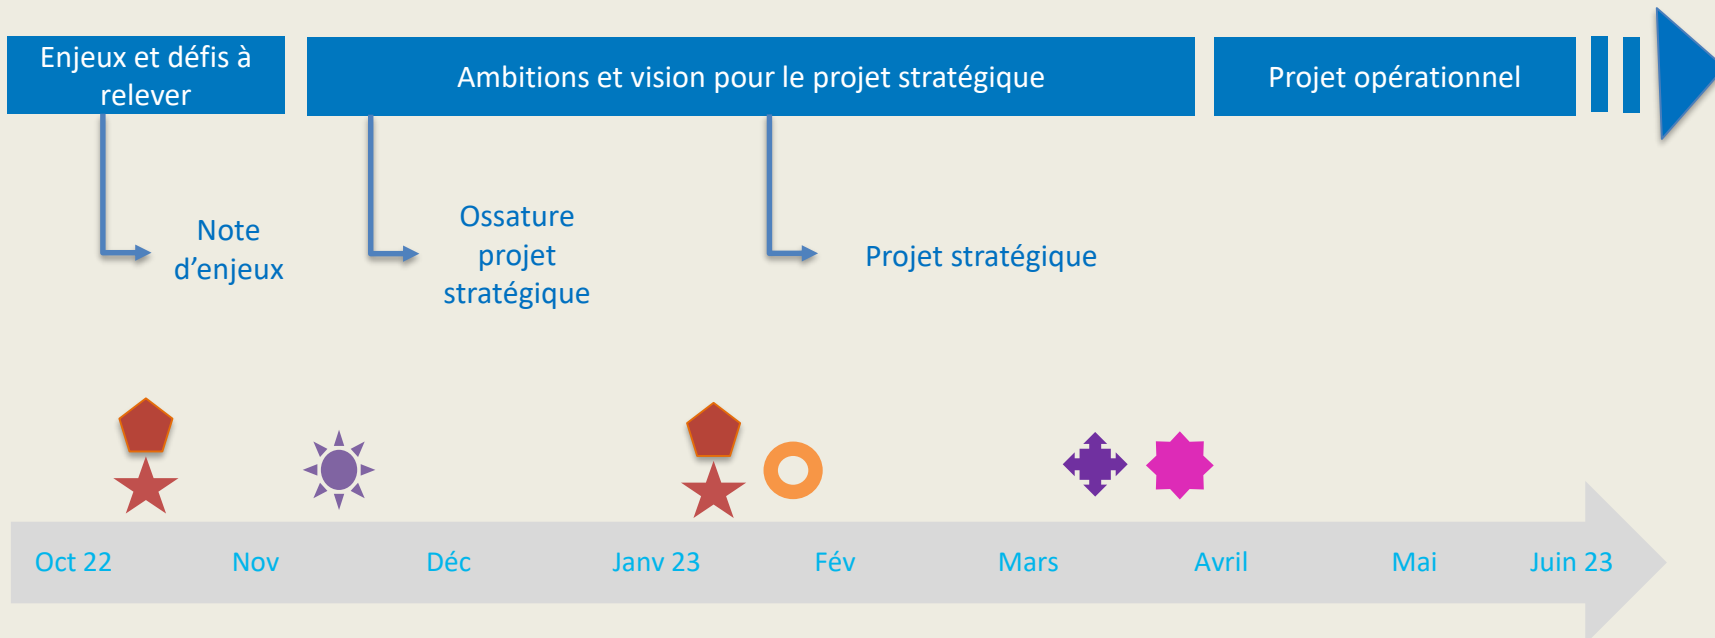 Enjeux et défis à
relever
Ambitions et vision pour le projet stratégique
Projet opérationnel
Note
d’enjeux
Ossature
projet
stratégique
Projet stratégique
Oct 22
Nov
Déc
Janv 23
Fév
Mars
Avril
Mai
Juin 23